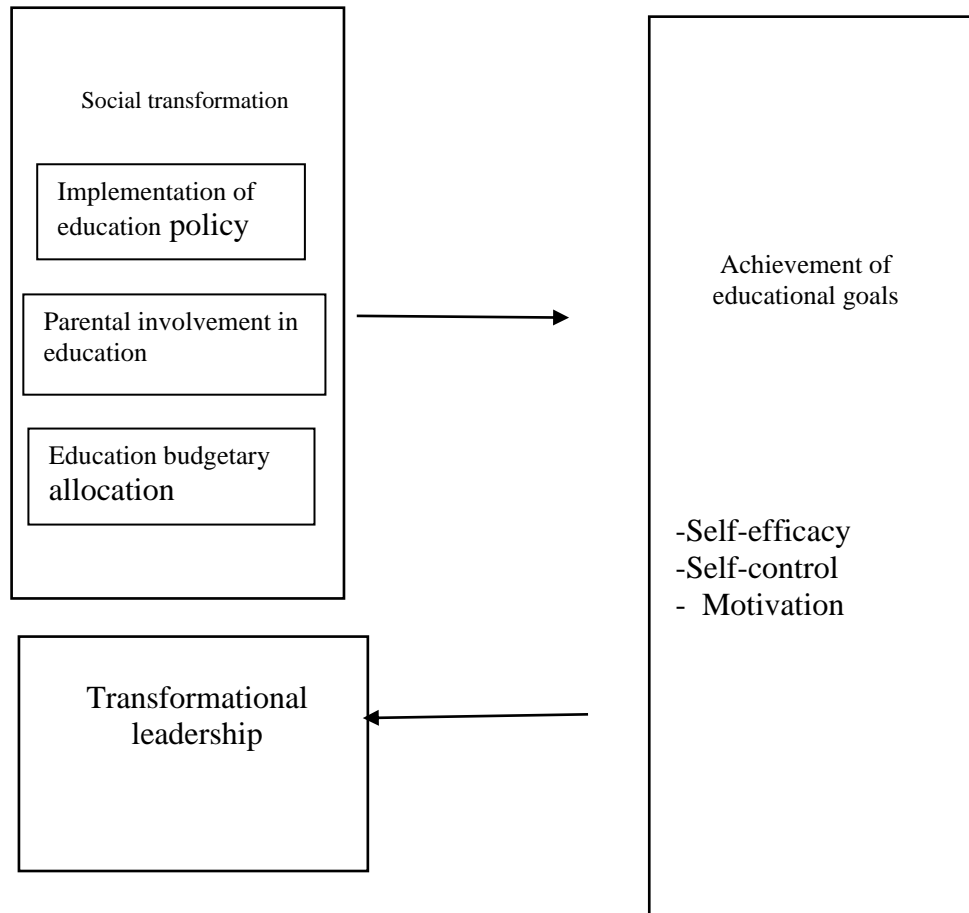 Social transformation
Implementation of
education policy
Parental involvement in
education
Education budgetary
allocation
Transformational
leadership
Achievement of
educational goals
-Self-efficacy
-Self-control
- Motivation